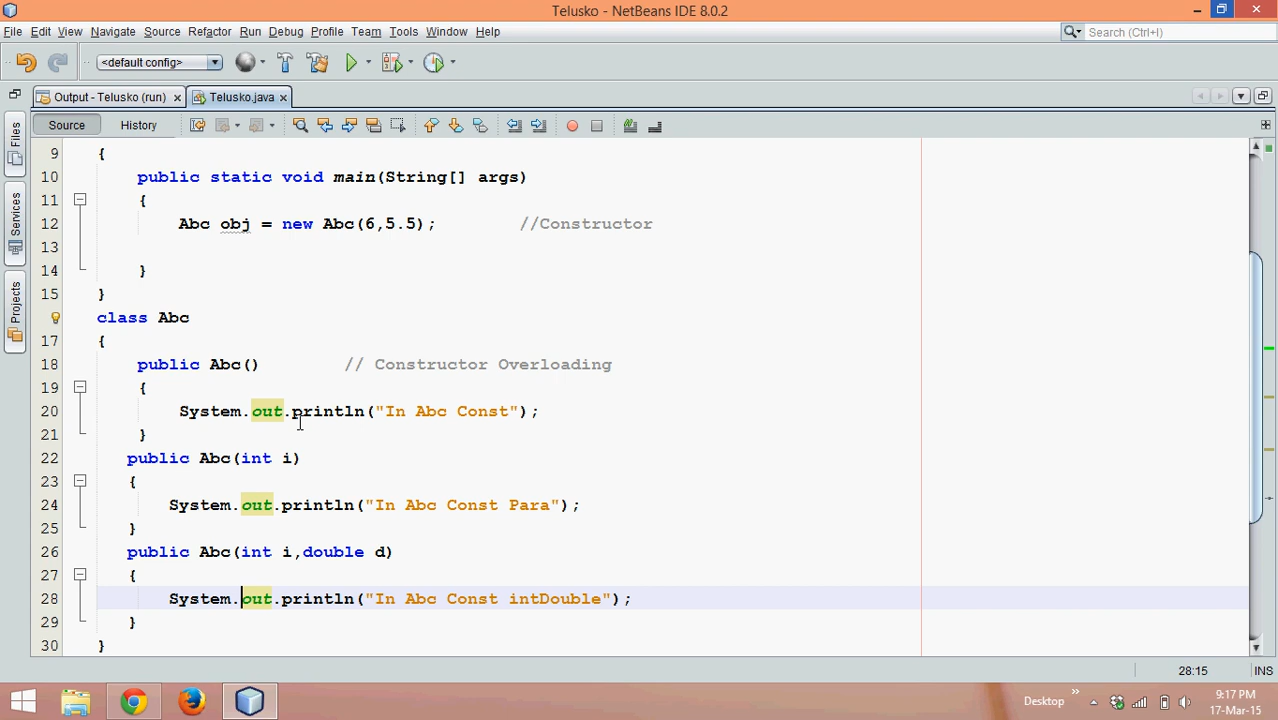 Telusko - NetBeans IDE 8.0.2
File Edit View Navigate Source Refactor Run Debug Profile Team Tools Window Help
Search (Ctrl+I)
<default config>
Output - Telusko (run) Telusko.java
Source History
Files
Services
Projects
9 {
10 public static void main(String[] args)
11 {
12 Abc obj = new Abc(6,5.5); //Constructor
13
14 }
15 }
class Abc
17 {
18 public Abc() // Constructor Overloading
19 {
20 System.out.println("In Abc Const");
21 }
22 public Abc(int i)
23 {
24 System.out.println("In Abc Const Para");
25 }
26 public Abc(int i,double d)
27 {
28 System.out.println("In Abc Const intDouble");
29 }
30 }
28:15 INS
Desktop
9:17 PM
17-Mar-15